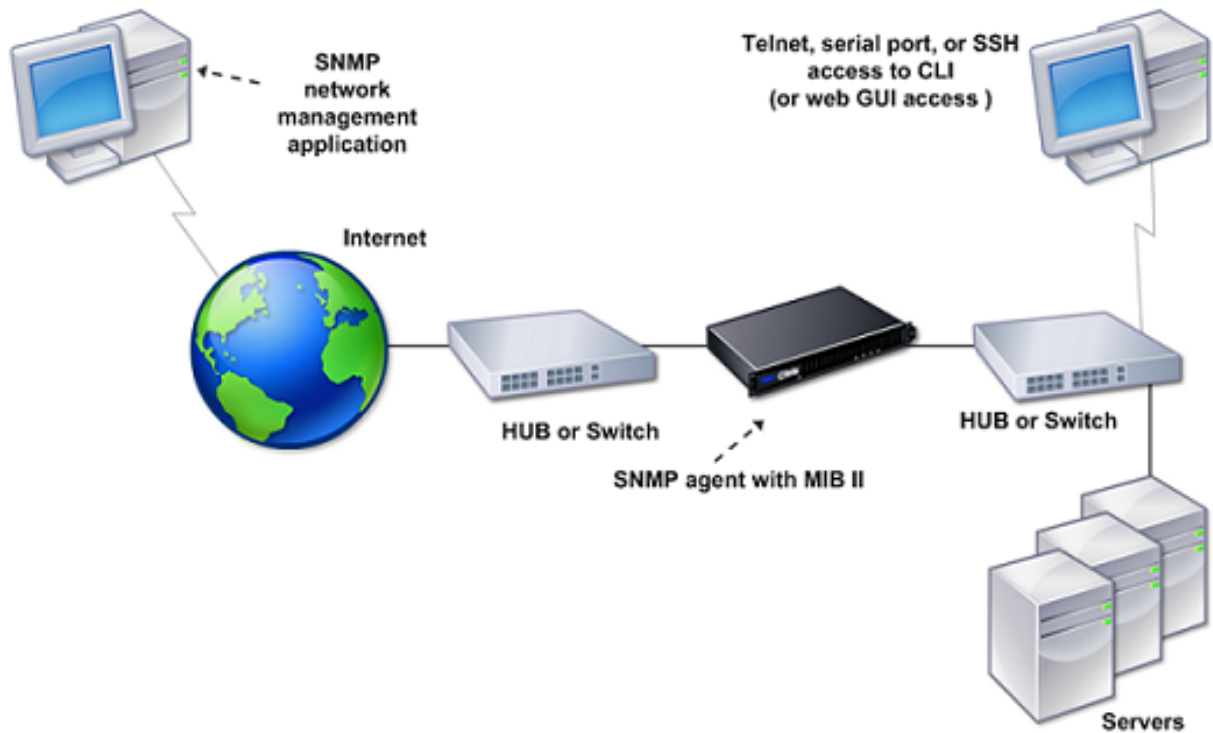 SNMP
network
management
application
Telnet, serial port, or SSH
access to CLI
(or web GUI access )
Internet
HUB or Switch
HUB or Switch
SNMP agent with MIB II
Servers